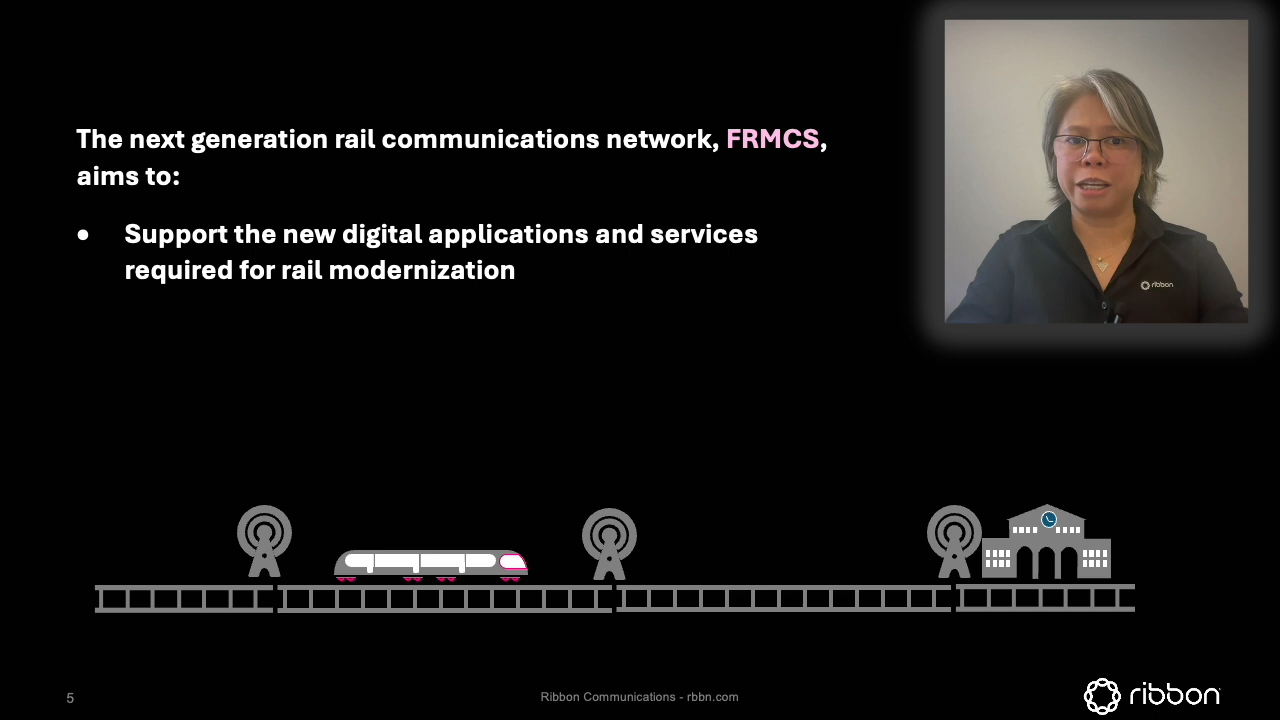 The next generation rail communications network, FRMCS,
aims to:
• Support the new digital applications and services
required for rail modernization
ribbon
5
Ribbon Communications - rbbn.com
ribbon